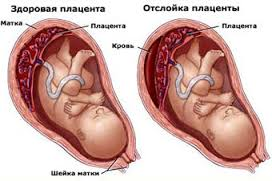 Здоровая плацента
Отслойка плаценты
Матка
Плацента
Плацента
Кровь
Шейка матки